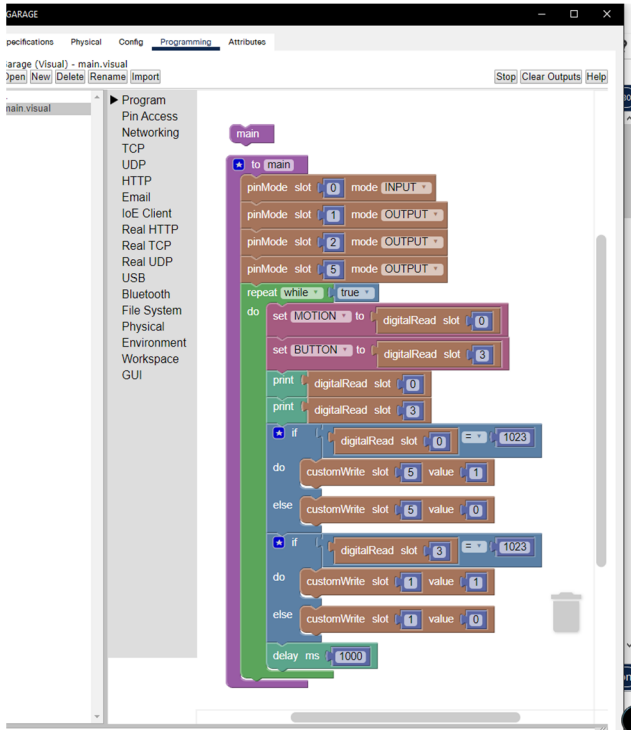 GARAGE
pecifications Physical Config Programming Attributes
arage (Visual) - main.visual
Open New Delete Rename Import Stop Clear Outputs Help
main.visual
Program
Pin Access
Networking
TCP
UDP
HTTP
Email
IoE Client
Real HTTP
Real TCP
Real UDP
USB
Bluetooth
File System
Physical
Environment
Workspace
GUI
main
to main
pinMode slot 0 mode INPUT
pinMode slot 1 mode OUTPUT
pinMode slot 2 mode OUTPUT
pinMode slot 5 mode OUTPUT
repeat while true
do set MOTION to digitalRead slot 0
set BUTTON to digitalRead slot 3
print digitalRead slot 0
print digitalRead slot 3
if digitalRead slot 0 = 1023
do customWrite slot 5 value 1
else customWrite slot 5 value 0
if digitalRead slot 3 = 1023
do customWrite slot 1 value 1
else customWrite slot 1 value 0
delay ms 1000